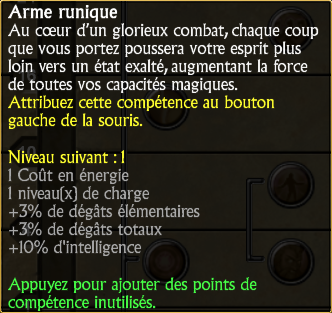 Arme runique
Au cœur d'un glorieux combat, chaque coup
que vous portez poussera votre esprit plus
loin vers un état exalté, augmentant la force
de toutes vos capacités magiques.
Attribuez cette compétence au bouton
gauche de la souris.
Niveau suivant : 1
1 Coût en énergie
1 niveau(x) de charge
+3% de dégâts élémentaires
+3% de dégâts totaux
+10% d'intelligence
Appuyez pour ajouter des points de
compétence inutilisés.